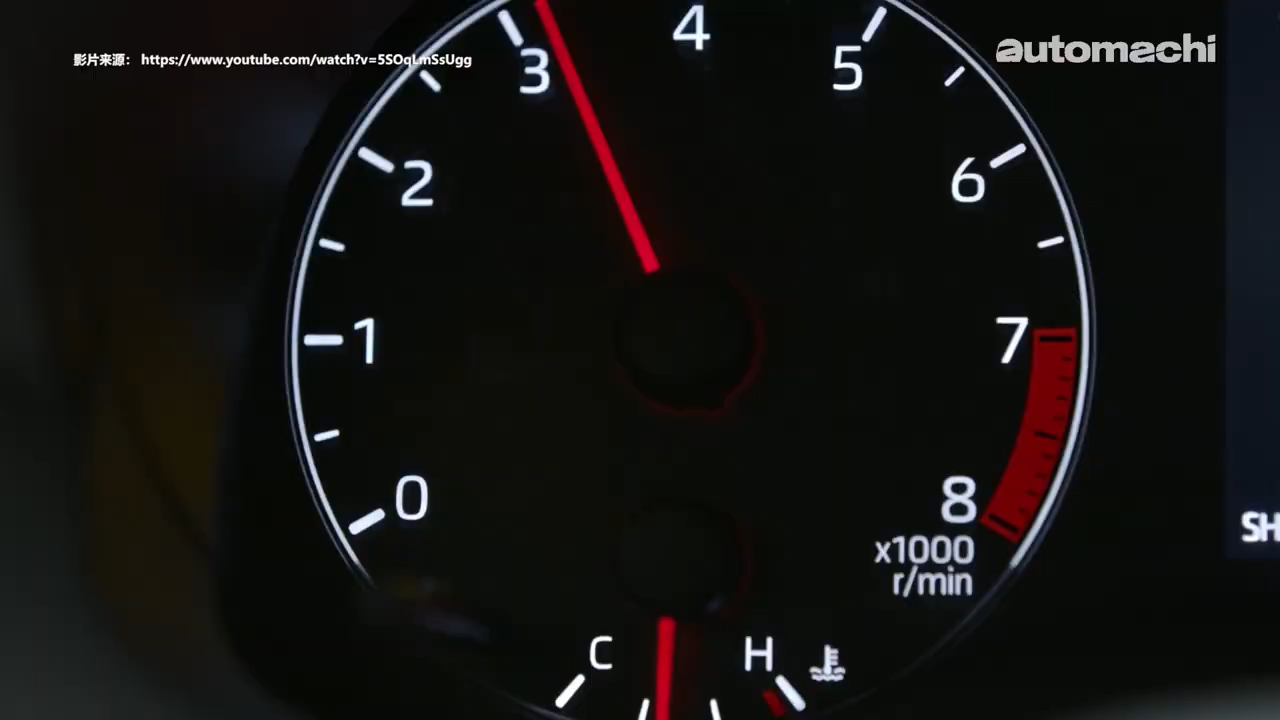 影片来源： https://www.youtube.com/watch?v=5SOqLmSsUgg
automachi
4
3
5
2
6
1
7
0
8
x1000
r/min
SH
C
H